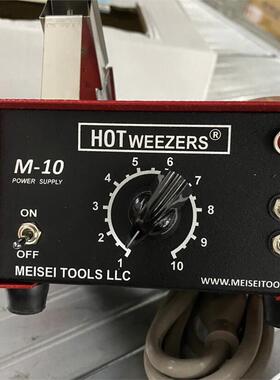 HOTWEEZERS®
M-10
POWER SUPPLY
5 6
4 7
3 8
2 9
1 10
ON
OFF
MEISEI TOOLS LLC
WWW.MEISEITOO